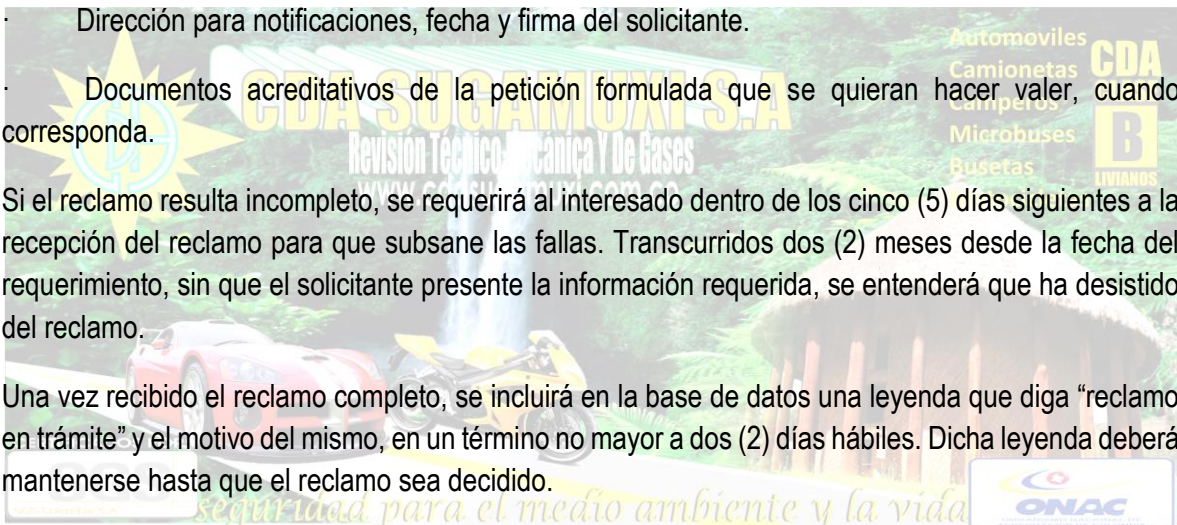 · Dirección para notificaciones, fecha y firma del solicitante.
· Documentos acreditativos de la petición formulada que se quieran hacer valer, cuando
corresponda.
Si el reclamo resulta incompleto, se requerirá al interesado dentro de los cinco (5) días siguientes a la
recepción del reclamo para que subsane las fallas. Transcurridos dos (2) meses desde la fecha del
requerimiento, sin que el solicitante presente la información requerida, se entenderá que ha desistido
del reclamo.
Una vez recibido el reclamo completo, se incluirá en la base de datos una leyenda que diga “reclamo
en trámite” y el motivo del mismo, en un término no mayor a dos (2) días hábiles. Dicha leyenda deberá
mantenerse hasta que el reclamo sea decidido.
CDA SUGAMUXI S.A
Revisión Técnico Mecánica Y De Gases
Automoviles
Camionetas
Camperos
Microbuses
Busetas
CDA
B
LIVIANOS
seguridad para el medio ambiente y la vida
ONAC